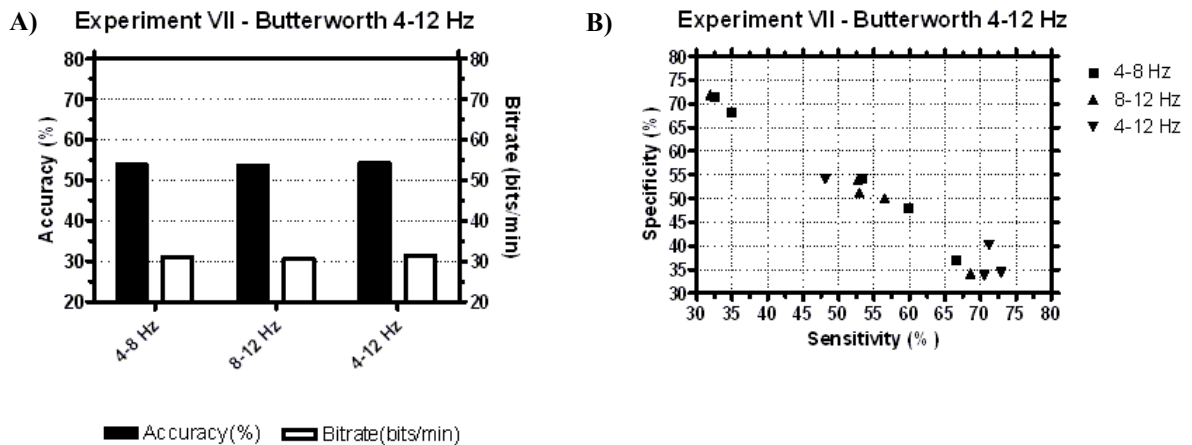 A)
Experiment VII - Butterworth 4-12 Hz
80
70
60
50
40
30
20
Accuracy (%)
80
70
60
50
40
30
20
Bitrate (bits/min)
4-8 Hz
8-12 Hz
4-12 Hz
Accuracy(%)
Bitrate(bits/min)
B)
Experiment VII - Butterworth 4-12 Hz
80
75
70
65
60
55
50
45
40
35
30
Specificity (%)
30 35 40 45 50 55 60 65 70 75 80
Sensitivity (%)
4-8 Hz
8-12 Hz
4-12 Hz